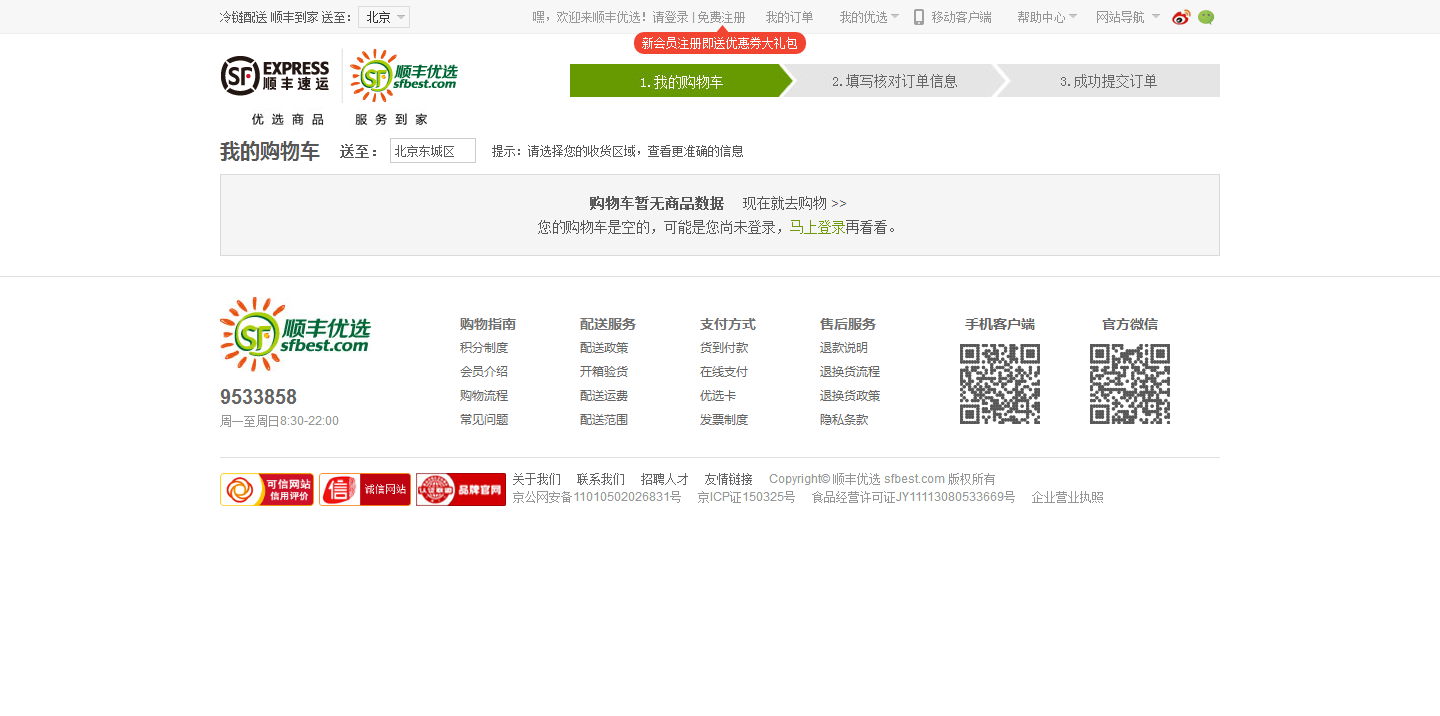 冷链配送 顺丰到家 送至： 北京
嘿，欢迎来顺丰优选！请登录 | 免费注册 我的订单 我的优选 移动客户端 帮助中心 网站导航
新会员注册即送优惠券大礼包
SF EXPRESS 顺丰速运 SF 顺丰优选 sfbest.com
优选商品 服务到家
1.我的购物车 2.填写核对订单信息 3.成功提交订单
我的购物车 送至： 北京东城区 提示：请选择您的收货区域，查看更准确的信息
购物车暂无商品数据 现在就去购物 >>
您的购物车是空的，可能是您尚未登录，马上登录再看看。
SF 顺丰优选 sfbest.com
9533858
周一至周日8:30-22:00
购物指南 配送服务 支付方式 售后服务 手机客户端 官方微信
积分制度 配送政策 货到付款 退款说明
会员介绍 开箱验货 在线支付 退换货流程
购物流程 配送运费 优选卡 退换货政策
常见问题 配送范围 发票制度 隐私条款
可信网站 信用评价 诚信网站 品牌官网
关于我们 联系我们 招聘人才 友情链接 Copyright© 顺丰优选 sfbest.com 版权所有
京公网安备11010502026831号 京ICP证150325号 食品经营许可证JY11113080533669号 企业营业执照